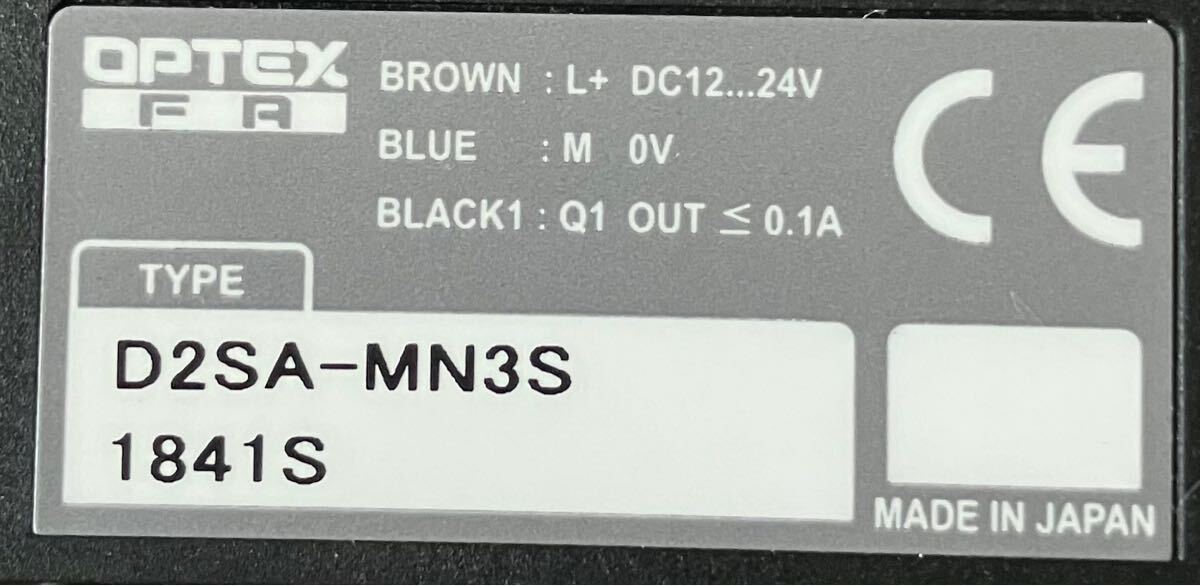 OPTEX
FA
BROWN : L+ DC12...24V
BLUE : M 0V
BLACK1 : Q1 OUT ≤ 0.1A
CE
TYPE
D2SA-MN3S
1841S
MADE IN JAPAN